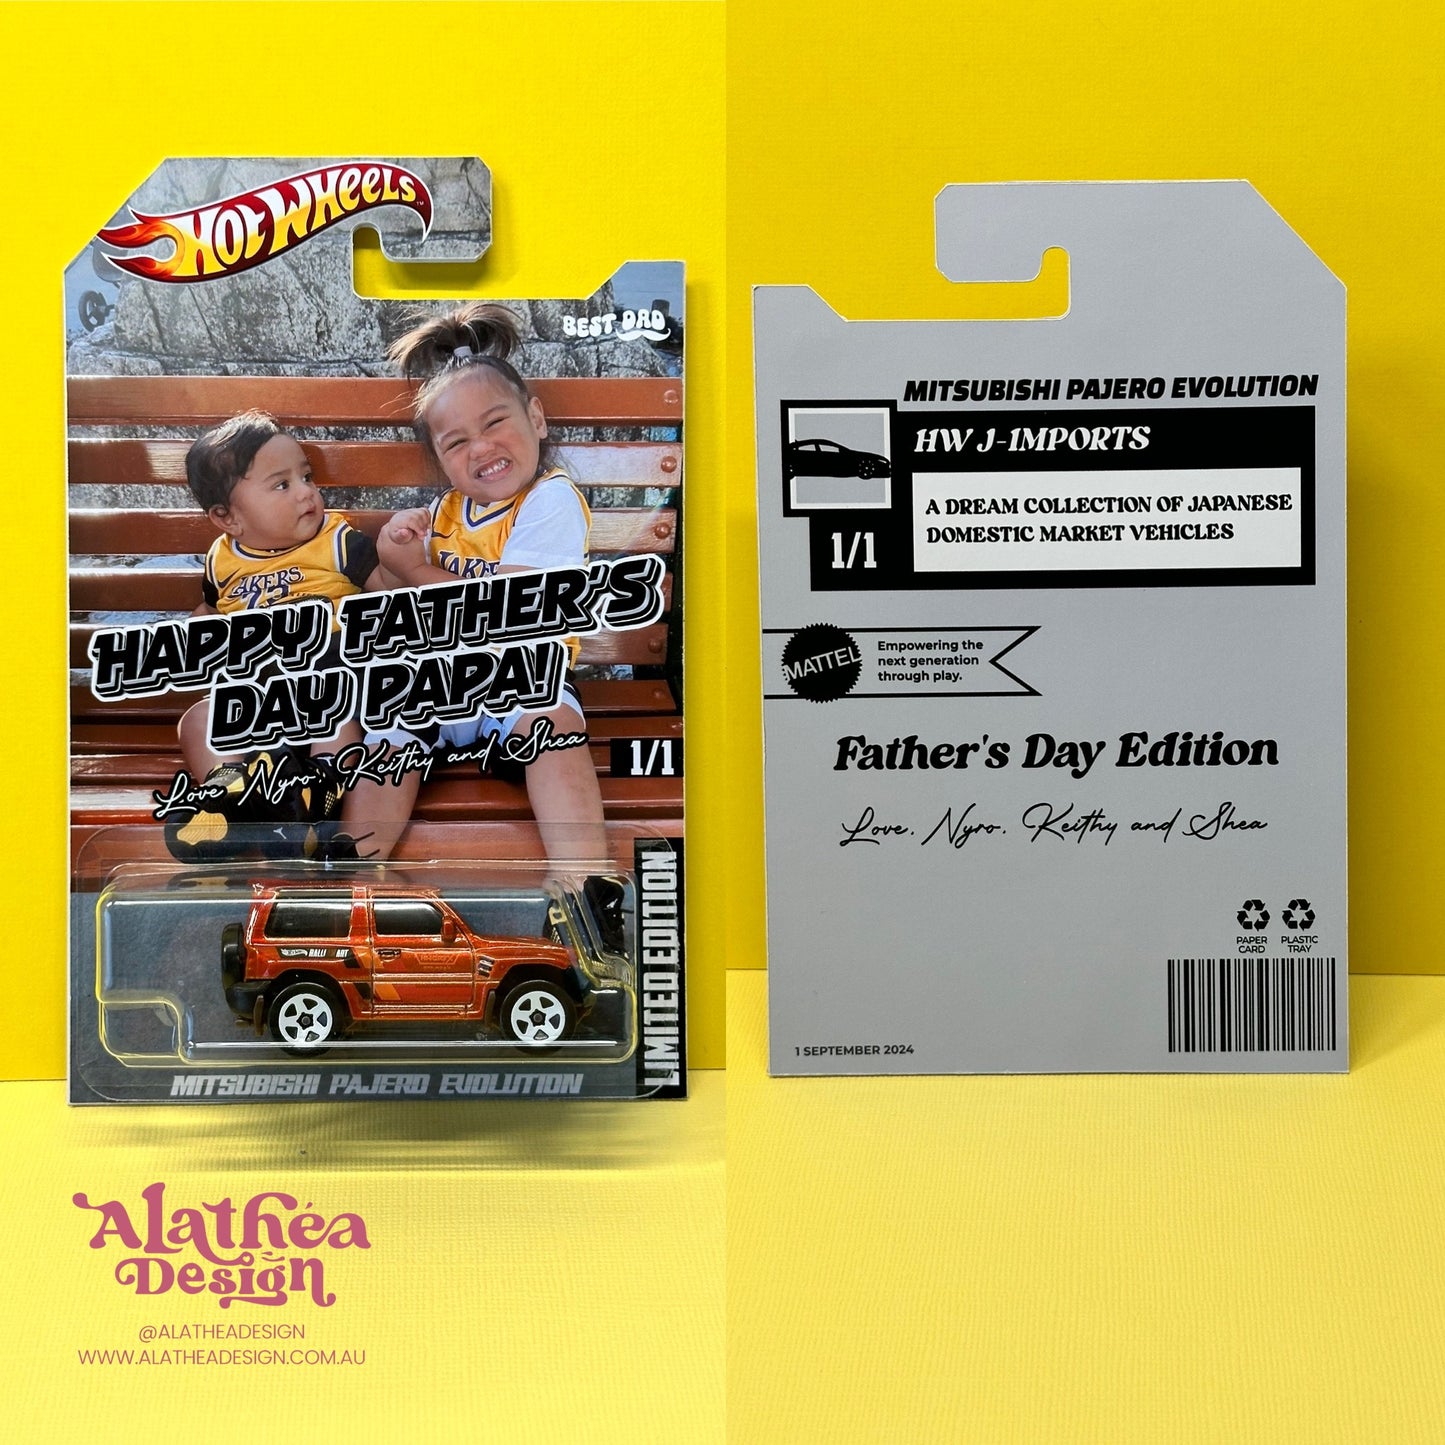 HOT WHEELS
BEST DAD
LAKERS
HAPPY FATHER'S
DAY PAPA!
Love Nyro, Keithy and Shea
1/1
LIMITED EDITION
RALLI ART
MITSUBISHI PAJERO EVOLUTION
Alathéa
Design
@ALATHEADESIGN
WWW.ALATHEADESIGN.COM.AU
MITSUBISHI PAJERO EVOLUTION
HW J-IMPORTS
A DREAM COLLECTION OF JAPANESE
DOMESTIC MARKET VEHICLES
1/1
MATTEL
Empowering the
next generation
through play.
Father's Day Edition
Love, Nyro, Keithy and Shea
PAPER
CARD
PLASTIC
TRAY
1 SEPTEMBER 2024